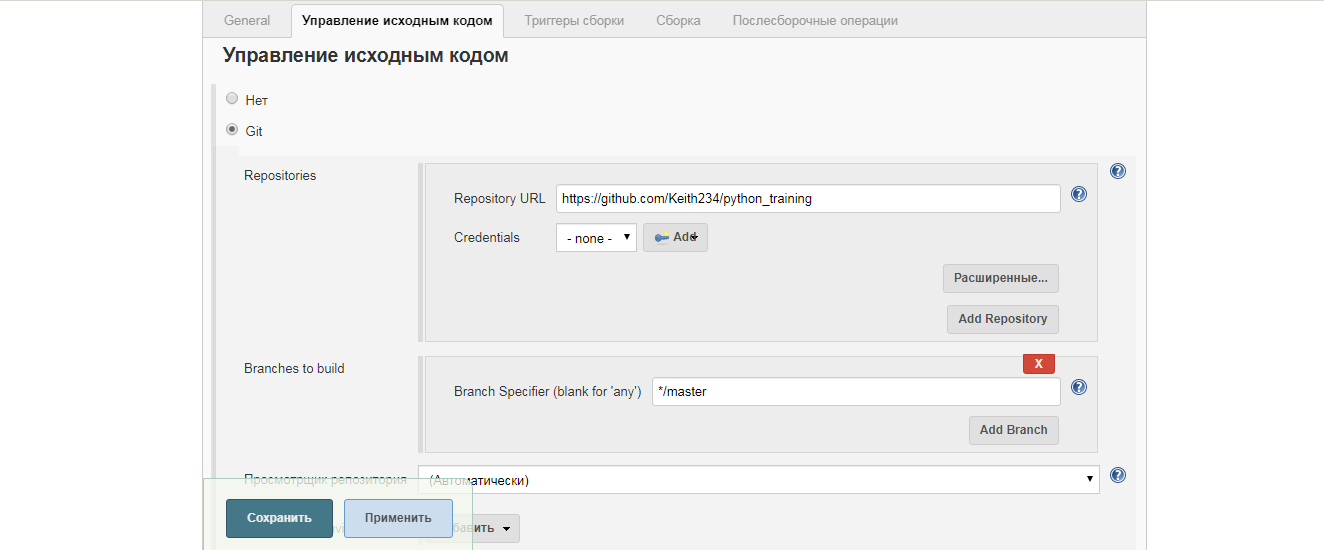 General Управление исходным кодом Триггеры сборки Сборка Послесборочные операции
Управление исходным кодом
Нет
Git
Repositories
Repository URL https://github.com/Keith234/python_training
Credentials - none - Add
Расширенные...
Add Repository
Branches to build
X
Branch Specifier (blank for 'any') */master
Add Branch
Просмотрщик репозитория (Автоматически)
Сохранить Применить